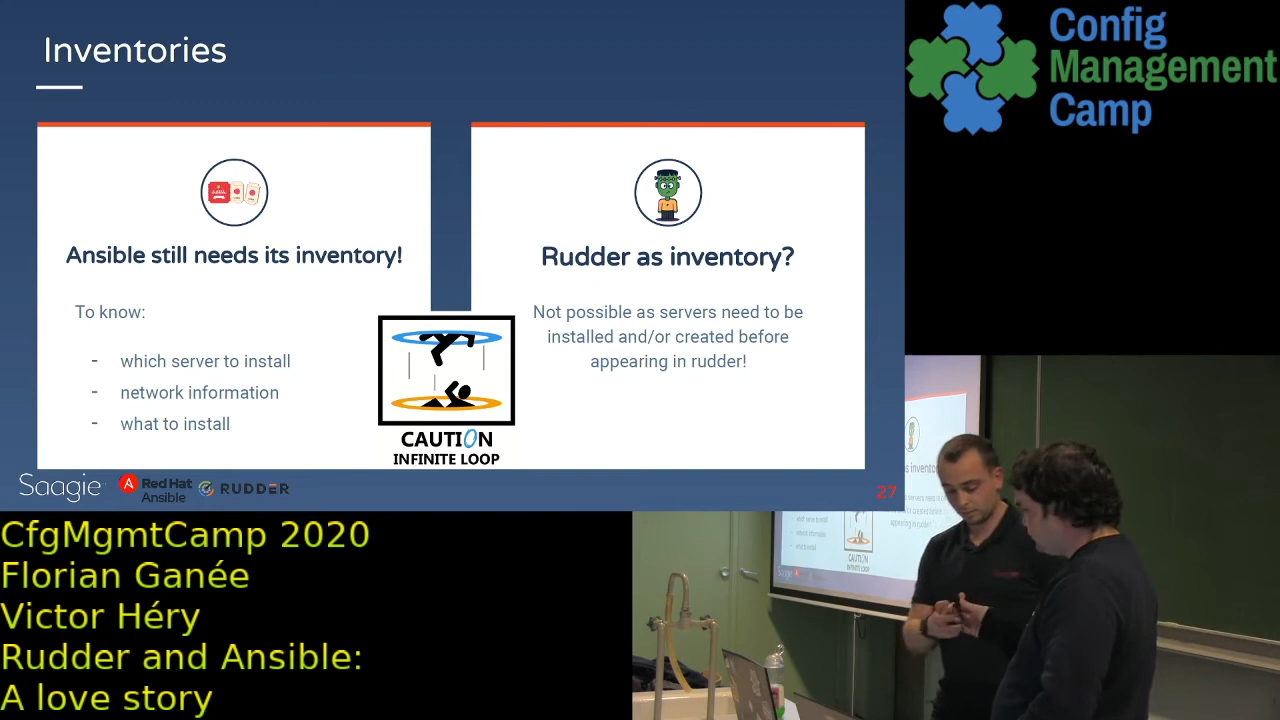 Inventories
Config
Management
Camp
Ansible still needs its inventory!
To know:
- which server to install
- network information
- what to install
Rudder as inventory?
Not possible as servers need to be
installed and/or created before
appearing in rudder!
CAUTION
INFINITE LOOP
Saagie
Red Hat
Ansible
RUDDER
27
CfgMgmtCamp 2020
Florian Ganée
Victor Héry
Rudder and Ansible:
A love story